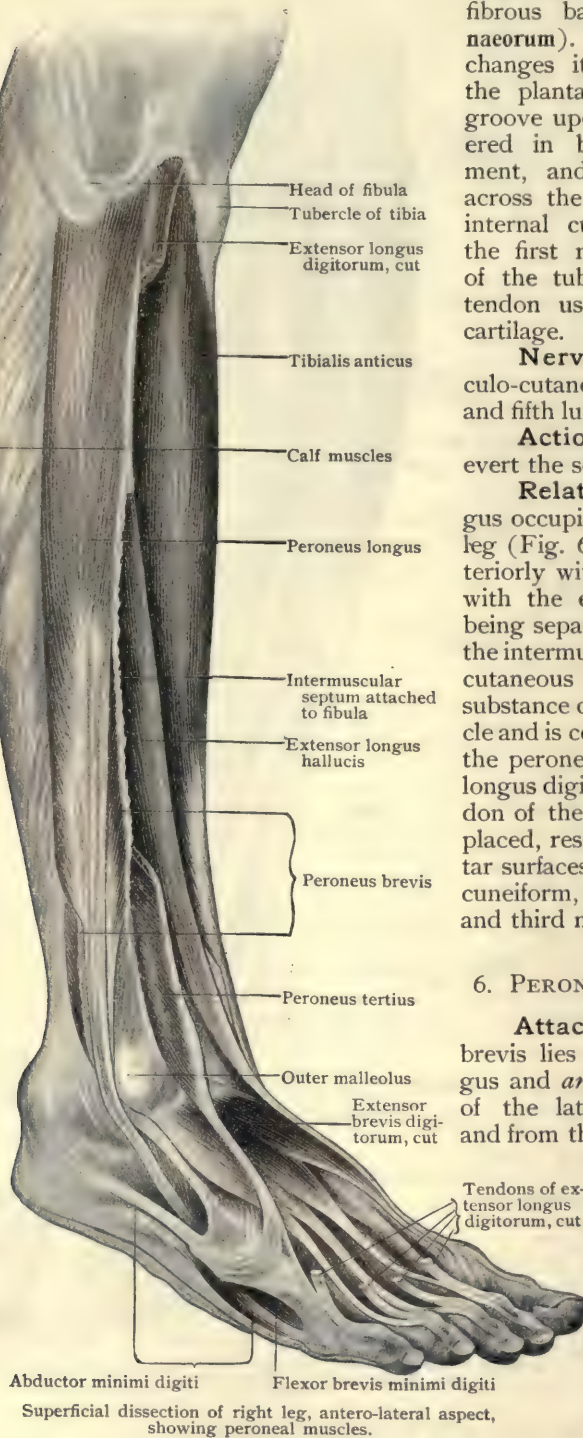 Head of fibula
Tubercle of tibia
Extensor longus
digitorum, cut
Tibialis anticus
Calf muscles
Peroneus longus
Intermuscular
septum attached
to fibula
Extensor longus
hallucis
Peroneus brevis
Peroneus tertius
Outer malleolus
Extensor
brevis digi-
torum, cut
Tendons of ex-
tensor longus
digitorum, cut
Abductor minimi digiti
Flexor brevis minimi digiti
Superficial dissection of right leg, antero-lateral aspect,
showing peroneal muscles.
fibrous ba
naeorum).
changes it
the planta
groove up
ered in b
ment, and
across the
internal cu
the first m
of the tub
tendon us
cartilage.
Nerv
culo-cutane
and fifth lu
Actio
evert the s
Relat
gus occupi
leg (Fig. 6
teriorly wi
with the e
being sepa
the intermu
cutaneous
substance o
cle and is co
the perone
longus digi
don of the
placed, res
tar surfaces
cuneiform,
and third m
6. PERON
Attac
brevis lies
gus and ar
of the lat
and from th